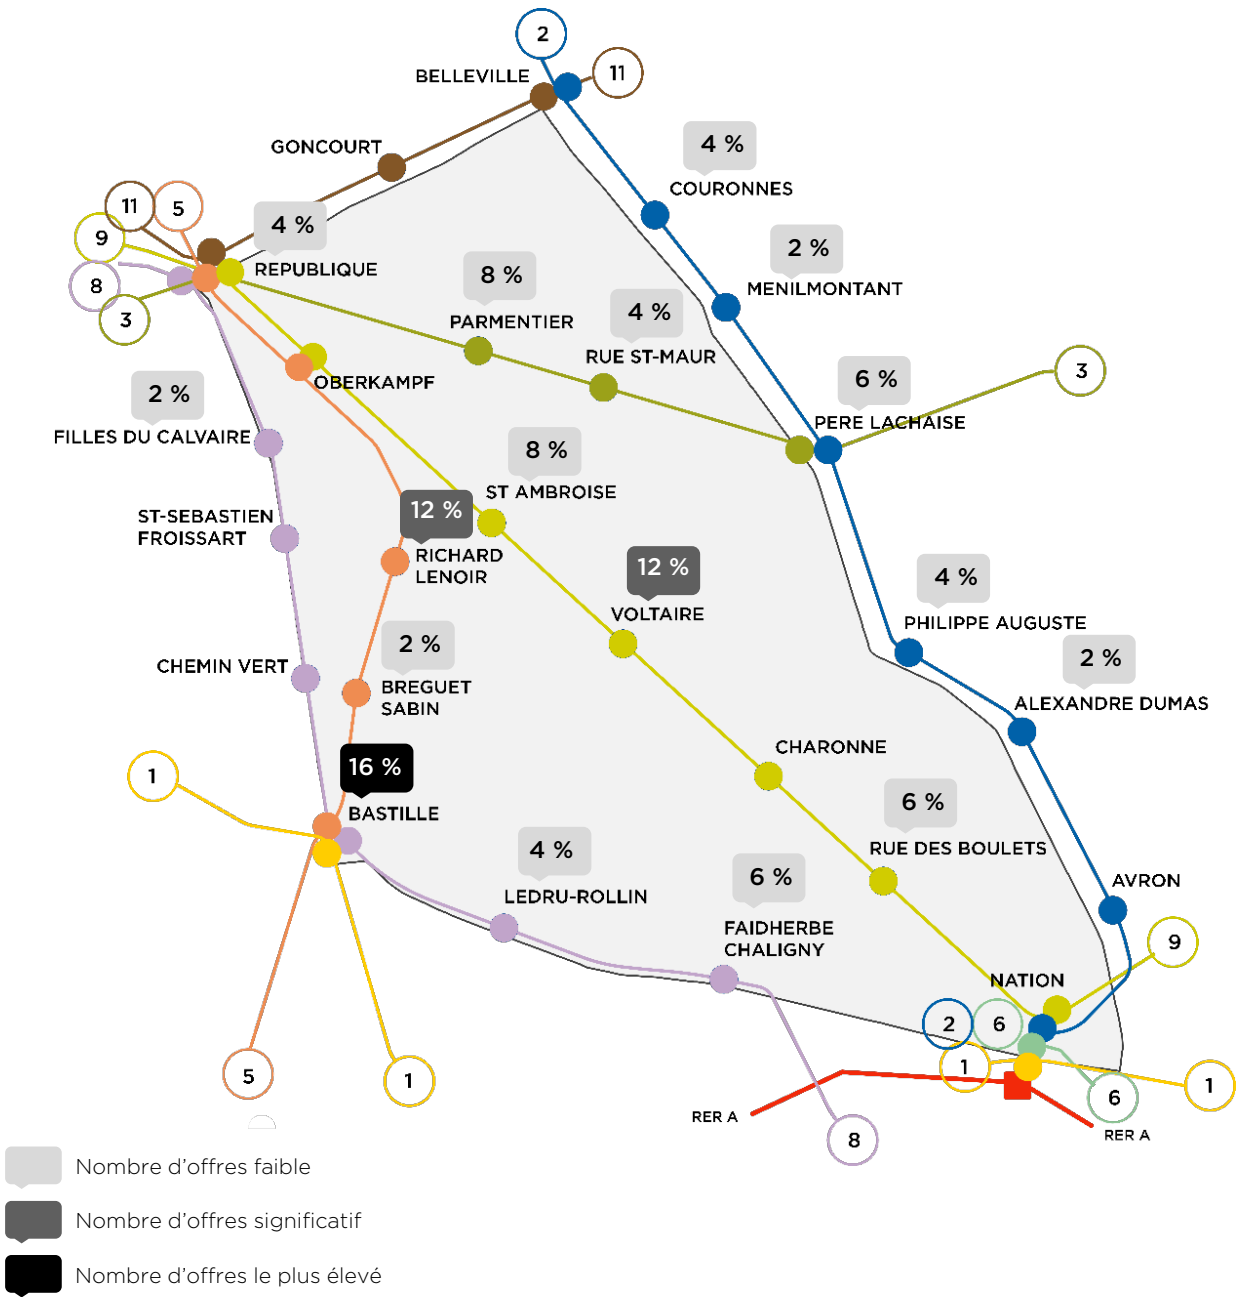 2
BELLEVILLE
11
GONCOURT
4 %
COURONNES
11
5
9
4 %
REPUBLIQUE
8
3
2 %
MENILMONTANT
8 %
PARMENTIER
4 %
RUE ST-MAUR
6 %
PERE LACHAISE
3
OBERKAMPF
2 %
FILLES DU CALVAIRE
8 %
ST AMBROISE
ST-SEBASTIEN
FROISSART
12 %
RICHARD
LENOIR
12 %
VOLTAIRE
4 %
PHILIPPE AUGUSTE
2 %
ALEXANDRE DUMAS
CHEMIN VERT
2 %
BREGUET
SABIN
CHARONNE
1
16 %
BASTILLE
6 %
RUE DES BOULETS
4 %
LEDRU-ROLLIN
6 %
FAIDHERBE
CHALIGNY
AVRON
9
NATION
2
6
1
5
1
1
6
RER A
RER A
8
Nombre d'offres faible
Nombre d'offres significatif
Nombre d'offres le plus élevé